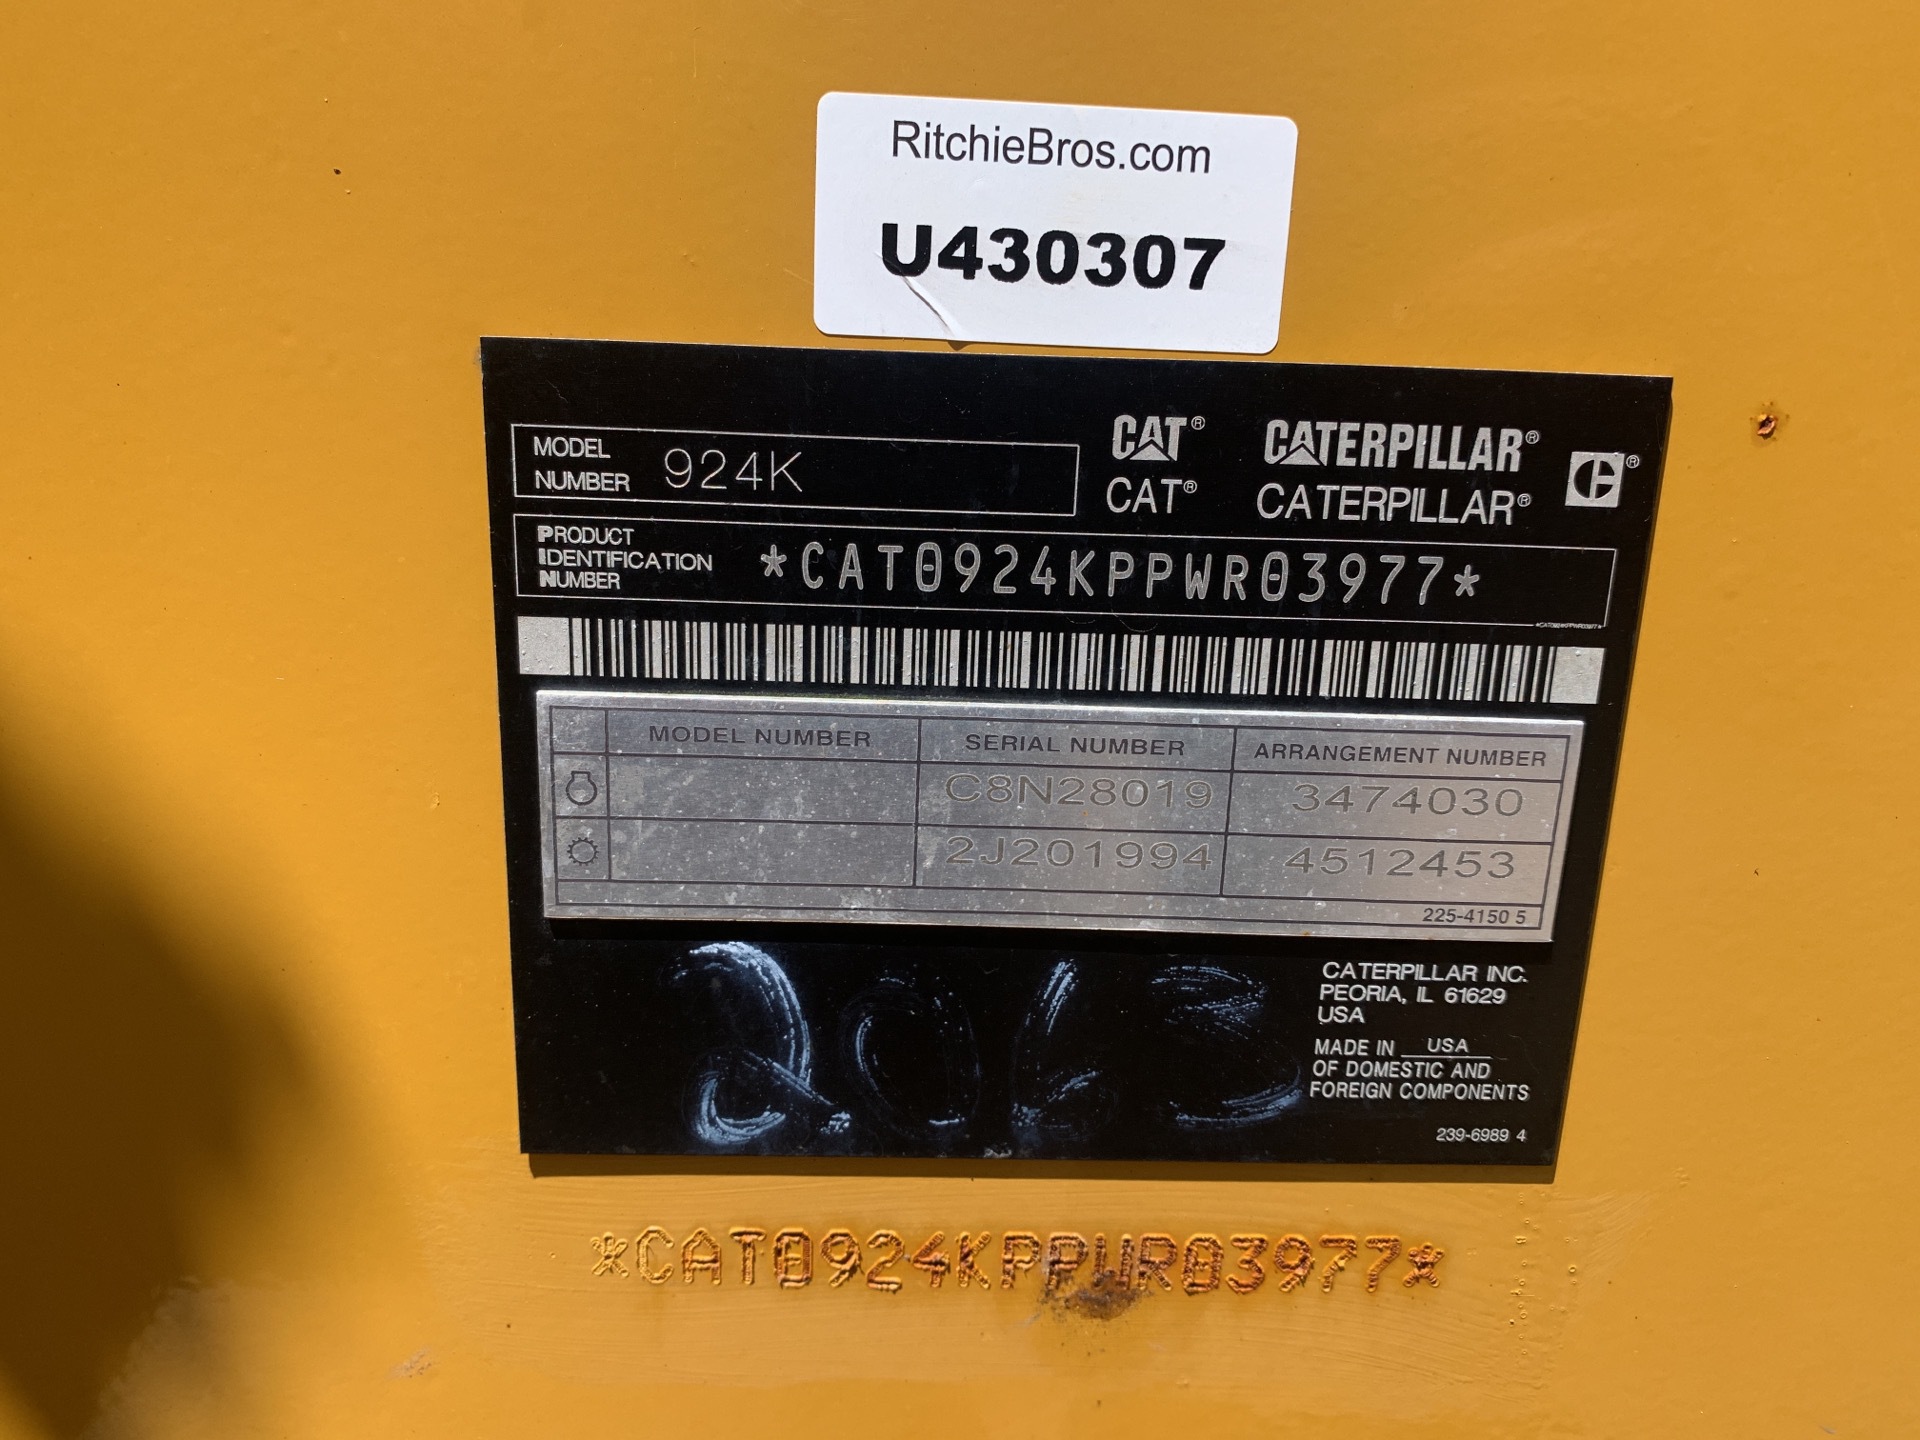 RitchieBros.com
U430307
MODEL NUMBER 924K
CAT® CATERPILLAR®
CAT® CATERPILLAR®
PRODUCT IDENTIFICATION NUMBER *CAT0924KPPWR03977*
*CAT0924KPPWR03977*
MODEL NUMBER SERIAL NUMBER ARRANGEMENT NUMBER
C8N28019 3474030
2J201994 4512453
225-4150 5
2013
CATERPILLAR INC.
PEORIA, IL 61629
USA
MADE IN USA
OF DOMESTIC AND
FOREIGN COMPONENTS
239-6989 4
*CAT0924KPPWR03977*